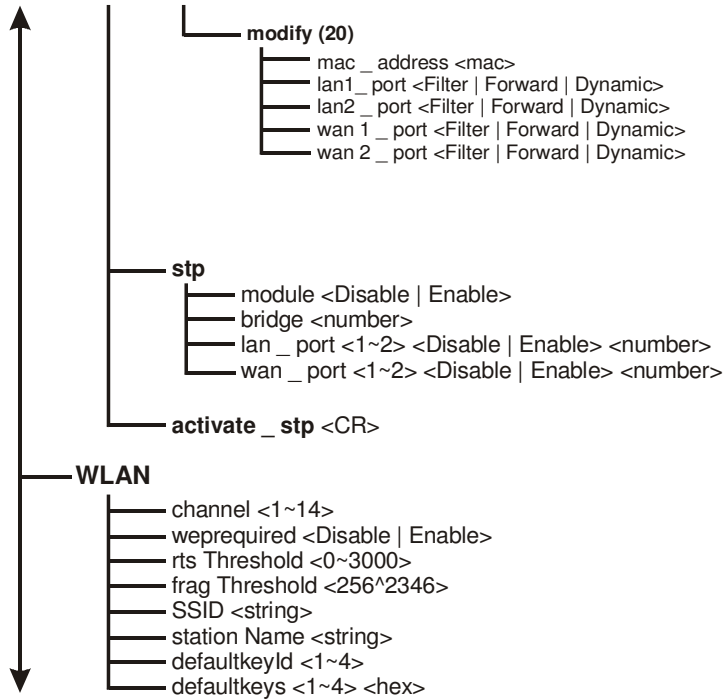 modify (20)
mac _ address <mac>
lan1_ port <Filter | Forward | Dynamic>
lan2 _ port <Filter | Forward | Dynamic>
wan 1 _ port <Filter | Forward | Dynamic>
wan 2 _ port <Filter | Forward | Dynamic>
stp
module <Disable | Enable>
bridge <number>
lan _ port <1~2> <Disable | Enable> <number>
wan _ port <1~2> <Disable | Enable> <number>
activate _ stp <CR>
WLAN
channel <1~14>
weprequired <Disable | Enable>
rts Threshold <0~3000>
frag Threshold <256^2346>
SSID <string>
station Name <string>
defaultkeyId <1~4>
defaultkeys <1~4> <hex>